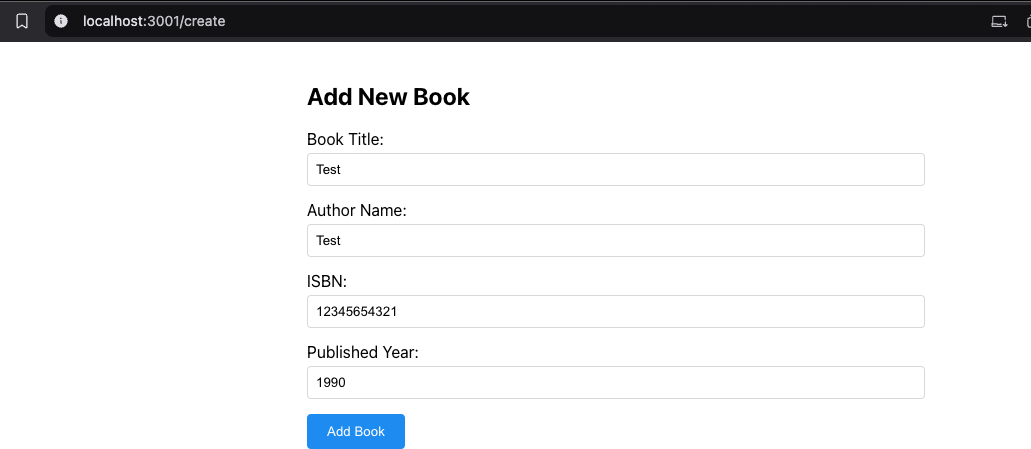 localhost:3001/create
Add New Book
Book Title:
Test
Author Name:
Test
ISBN:
12345654321
Published Year:
1990
Add Book